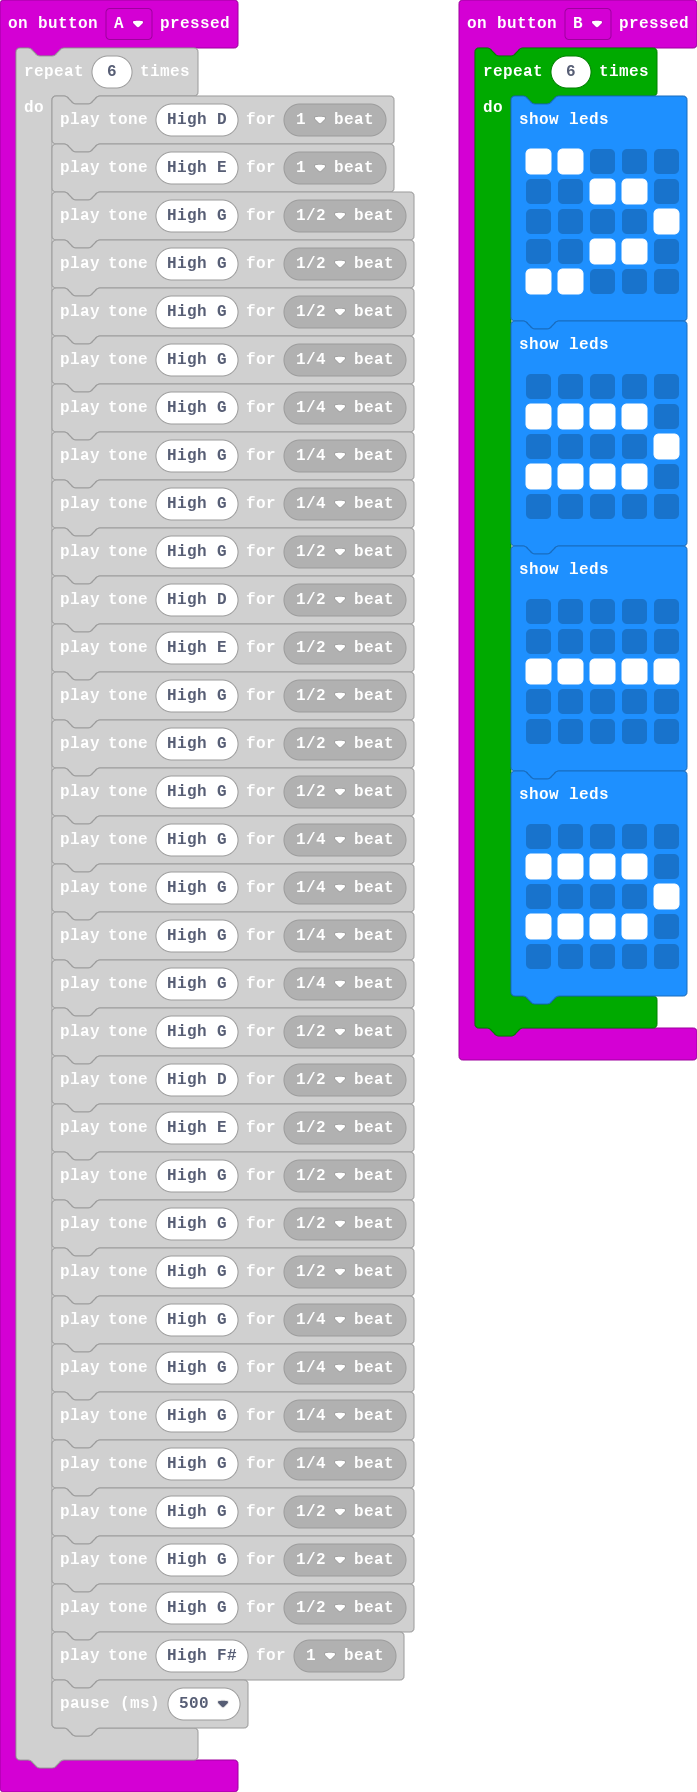 on button A pressed
repeat 6 times
do
play tone High D for 1 beat
play tone High E for 1 beat
play tone High G for 1/2 beat
play tone High G for 1/2 beat
play tone High G for 1/2 beat
play tone High G for 1/4 beat
play tone High G for 1/4 beat
play tone High G for 1/4 beat
play tone High G for 1/4 beat
play tone High G for 1/2 beat
play tone High D for 1/2 beat
play tone High E for 1/2 beat
play tone High G for 1/2 beat
play tone High G for 1/2 beat
play tone High G for 1/2 beat
play tone High G for 1/4 beat
play tone High G for 1/4 beat
play tone High G for 1/4 beat
play tone High G for 1/4 beat
play tone High G for 1/2 beat
play tone High D for 1/2 beat
play tone High E for 1/2 beat
play tone High G for 1/2 beat
play tone High G for 1/2 beat
play tone High G for 1/2 beat
play tone High G for 1/4 beat
play tone High G for 1/4 beat
play tone High G for 1/4 beat
play tone High G for 1/4 beat
play tone High G for 1/2 beat
play tone High G for 1/2 beat
play tone High G for 1/2 beat
play tone High F# for 1 beat
pause (ms) 500
on button B pressed
repeat 6 times
do
show leds
show leds
show leds
show leds